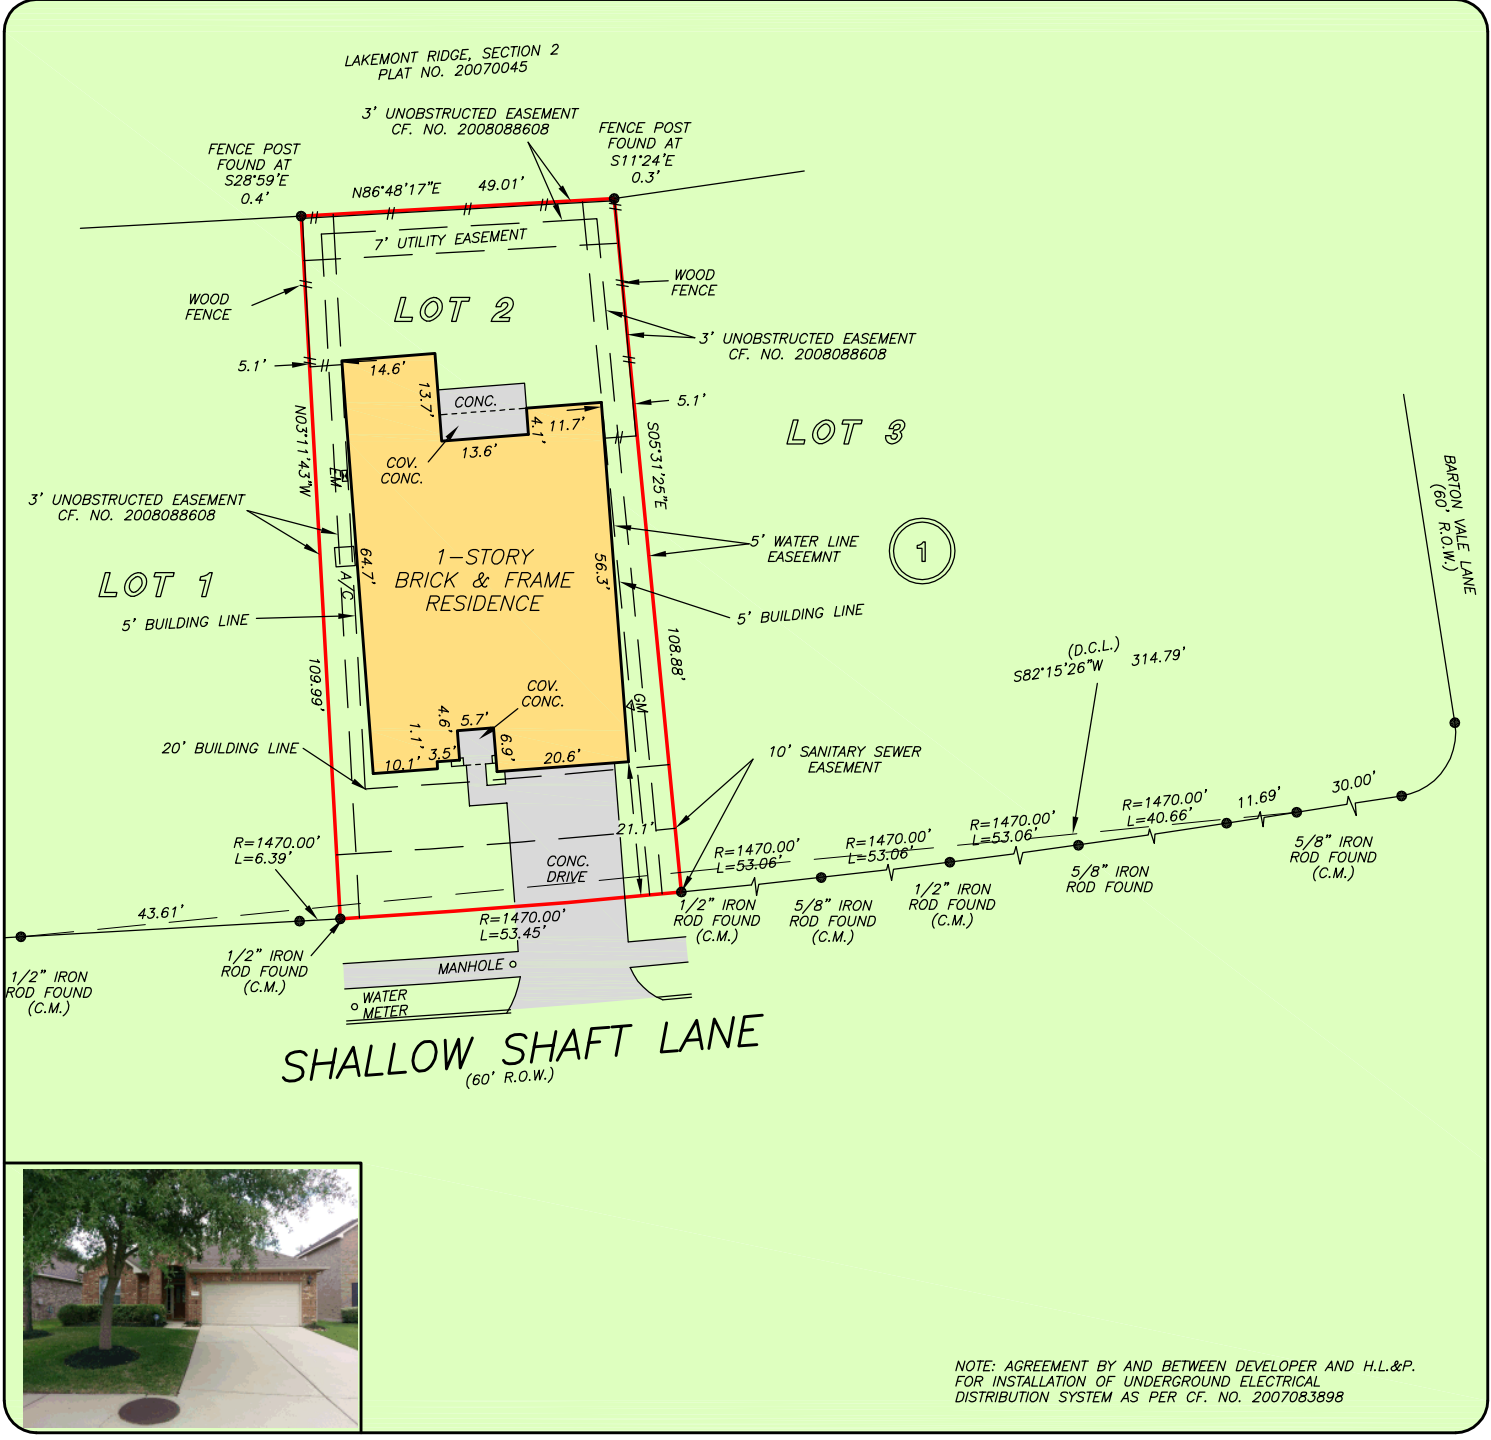 LAKEMONT RIDGE, SECTION 2
PLAT NO. 20070045
3' UNOBSTRUCTED EASEMENT
CF. NO. 2008088608
FENCE POST
FOUND AT
S11°24'E
0.3'
FENCE POST
FOUND AT
S28°59'E
0.4'
N86°48'17"E
49.01'
7' UTILITY EASEMENT
WOOD
FENCE
WOOD
FENCE
LOT 2
3' UNOBSTRUCTED EASEMENT
CF. NO. 2008088608
5.1'
14.6'
13.7'
CONC.
4.1'
11.7'
5.1'
13.6'
COV.
CONC.
N03°11'43"W
S05°31'25"E
LOT 3
EM
3' UNOBSTRUCTED EASEMENT
CF. NO. 2008088608
BARTON VALE LANE
(60' R.O.W.)
5' WATER LINE
EASEEMNT
1
LOT 1
64.7'
A/C
1-STORY
BRICK & FRAME
RESIDENCE
56.3'
5' BUILDING LINE
5' BUILDING LINE
109.99'
108.88'
(D.C.L.)
S82°15'26"W 314.79'
COV.
CONC.
GM
20' BUILDING LINE
1.1'
4.6'
5.7'
6.9'
10.1'
3.5'
20.6'
10' SANITARY SEWER
EASEMENT
21.1'
CONC.
DRIVE
R=1470.00'
L=6.39'
R=1470.00'
L=53.06'
R=1470.00'
L=53.06'
R=1470.00'
L=53.06'
R=1470.00'
L=40.66'
11.69'
30.00'
43.61'
R=1470.00'
L=53.45'
1/2" IRON
ROD FOUND
(C.M.)
1/2" IRON
ROD FOUND
(C.M.)
1/2" IRON
ROD FOUND
(C.M.)
5/8" IRON
ROD FOUND
(C.M.)
1/2" IRON
ROD FOUND
(C.M.)
5/8" IRON
ROD FOUND
5/8" IRON
ROD FOUND
(C.M.)
MANHOLE
WATER
METER
SHALLOW SHAFT LANE
(60' R.O.W.)
NOTE: AGREEMENT BY AND BETWEEN DEVELOPER AND H.L.&P.
FOR INSTALLATION OF UNDERGROUND ELECTRICAL
DISTRIBUTION SYSTEM AS PER CF. NO. 2007083898